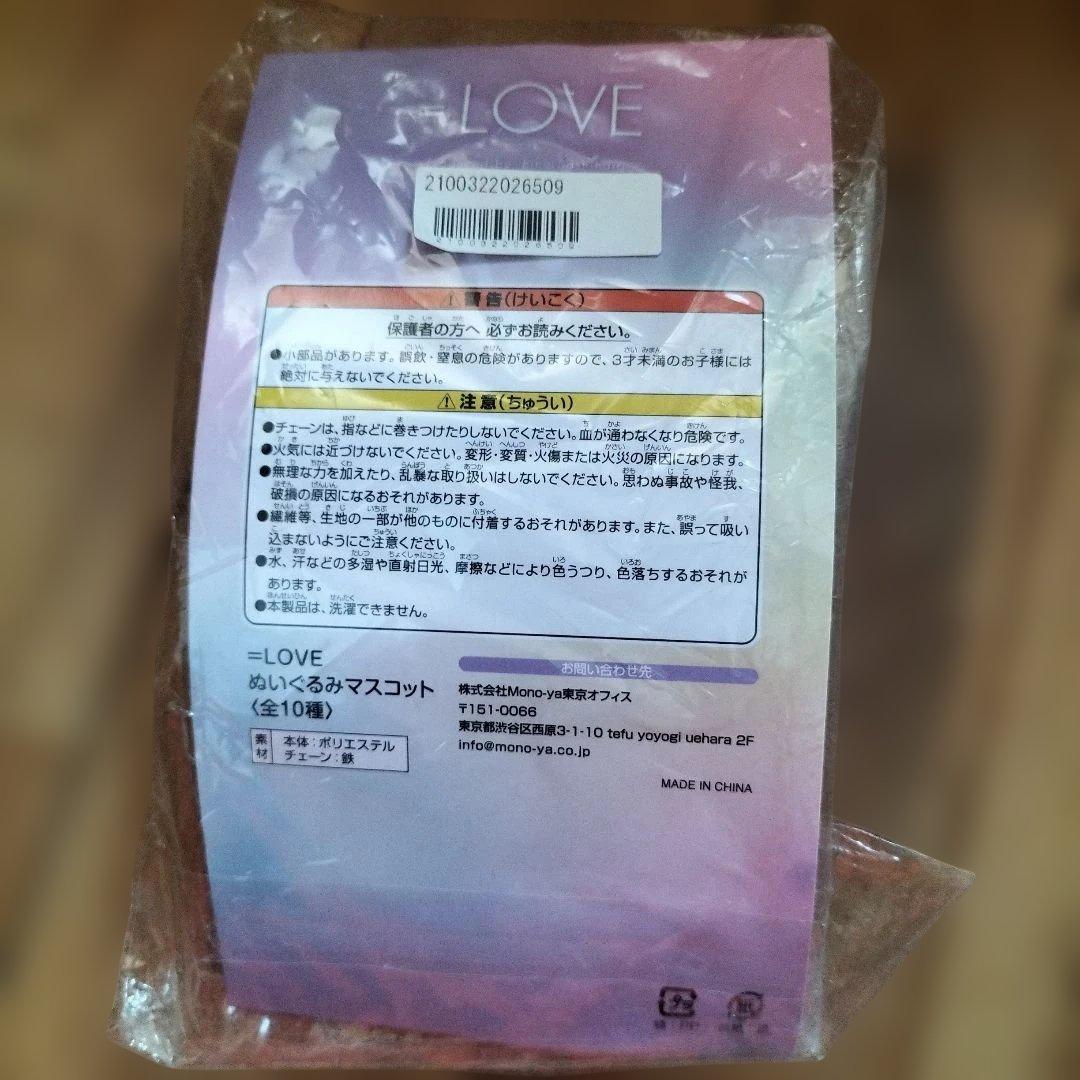 =LOVE
2100322026509
2100322026509
⚠ 警告(けいこく)
保護者の方へ 必ずお読みください。
●小部品があります。誤飲・窒息の危険がありますので、3才未満のお子様には
絶対に与えないでください。
⚠ 注意(ちゅうい)
●チェーンは、指などに巻きつけたりしないでください。血が通わなくなり危険です。
●火気には近づけないでください。変形・変質・火傷または火災の原因になります。
●無理な力を加えたり、乱暴な取り扱いはしないでください。思わぬ事故や怪我、
破損の原因になるおそれがあります。
●繊維等、生地の一部が他のものに付着するおそれがあります。また、誤って吸い
込まないようにご注意ください。
●水、汗などの多湿や直射日光、摩擦などにより色うつり、色落ちするおそれが
あります。
●本製品は、洗濯できません。
=LOVE
ぬいぐるみマスコット
〈全10種〉
素材
本体：ポリエステル
チェーン：鉄
お問い合わせ先
株式会社Mono-ya東京オフィス
〒151-0066
東京都渋谷区西原3-1-10 tefu yoyogi uehara 2F
info@mono-ya.co.jp
MADE IN CHINA